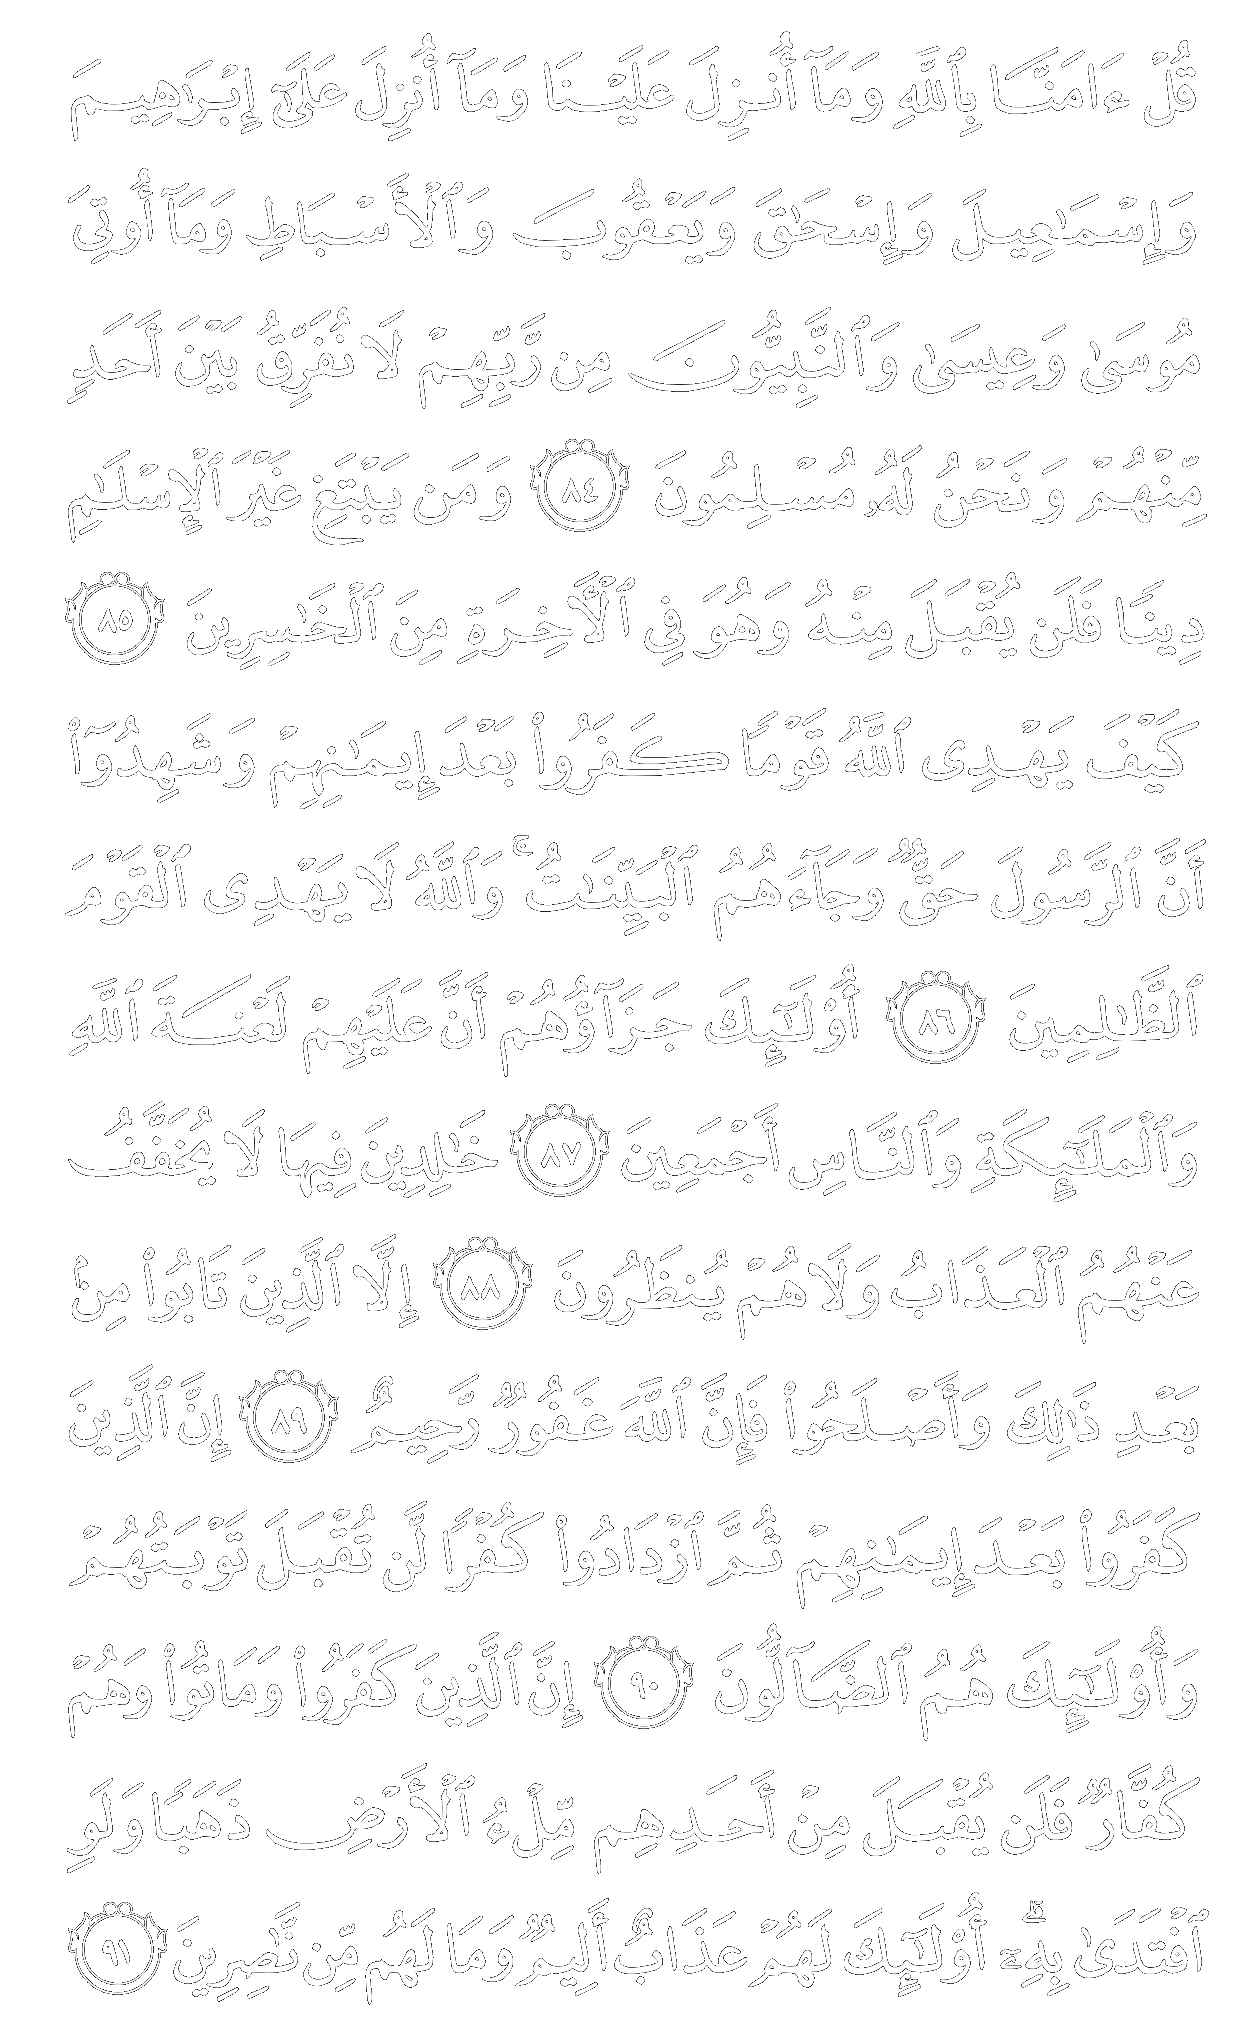 قُلْ ءَامَنَّا بِٱللَّهِ وَمَآ أُنزِلَ عَلَيْنَا وَمَآ أُنزِلَ عَلَىٰٓ إِبْرَٰهِيمَ
وَإِسْمَٰعِيلَ وَإِسْحَٰقَ وَيَعْقُوبَ وَٱلْأَسْبَاطِ وَمَآ أُوتِىَ
مُوسَىٰ وَعِيسَىٰ وَٱلنَّبِيُّونَ مِن رَّبِّهِمْ لَا نُفَرِّقُ بَيْنَ أَحَدٍ
مِّنْهُمْ وَنَحْنُ لَهُۥ مُسْلِمُونَ ٨٤ وَمَن يَبْتَغِ غَيْرَ ٱلْإِسْلَٰمِ
دِينًا فَلَن يُقْبَلَ مِنْهُ وَهُوَ فِى ٱلْأَخِرَةِ مِنَ ٱلْخَٰسِرِينَ ٨٥
كَيْفَ يَهْدِى ٱللَّهُ قَوْمًا كَفَرُوا۟ بَعْدَ إِيمَٰنِهِمْ وَشَهِدُوٓا۟
أَنَّ ٱلرَّسُولَ حَقٌّ وَجَآءَهُمُ ٱلْبَيِّنَٰتُ ۚ وَٱللَّهُ لَا يَهْدِى ٱلْقَوْمَ
ٱلظَّٰلِمِينَ ٨٦ أُو۟لَٰٓئِكَ جَزَآؤُهُمْ أَنَّ عَلَيْهِمْ لَعْنَةَ ٱللَّهِ
وَٱلْمَلَٰٓئِكَةِ وَٱلنَّاسِ أَجْمَعِينَ ٨٧ خَٰلِدِينَ فِيهَا لَا يُخَفَّفُ
عَنْهُمُ ٱلْعَذَابُ وَلَا هُمْ يُنظَرُونَ ٨٨ إِلَّا ٱلَّذِينَ تَابُوا۟ مِنۢ
بَعْدِ ذَٰلِكَ وَأَصْلَحُوا۟ فَإِنَّ ٱللَّهَ غَفُورٌ رَّحِيمٌ ٨٩ إِنَّ ٱلَّذِينَ
كَفَرُوا۟ بَعْدَ إِيمَٰنِهِمْ ثُمَّ ٱزْدَادُوا۟ كُفْرًا لَّن تُقْبَلَ تَوْبَتُهُمْ
وَأُو۟لَٰٓئِكَ هُمُ ٱلضَّآلُّونَ ٩٠ إِنَّ ٱلَّذِينَ كَفَرُوا۟ وَمَاتُوا۟ وَهُمْ
كُفَّارٌ فَلَن يُقْبَلَ مِنْ أَحَدِهِم مِّلْءُ ٱلْأَرْضِ ذَهَبًا وَلَوِ
ٱفْتَدَىٰ بِهِۦٓ ۗ أُو۟لَٰٓئِكَ لَهُمْ عَذَابٌ أَلِيمٌ وَمَا لَهُم مِّن نَّٰصِرِينَ ٩١